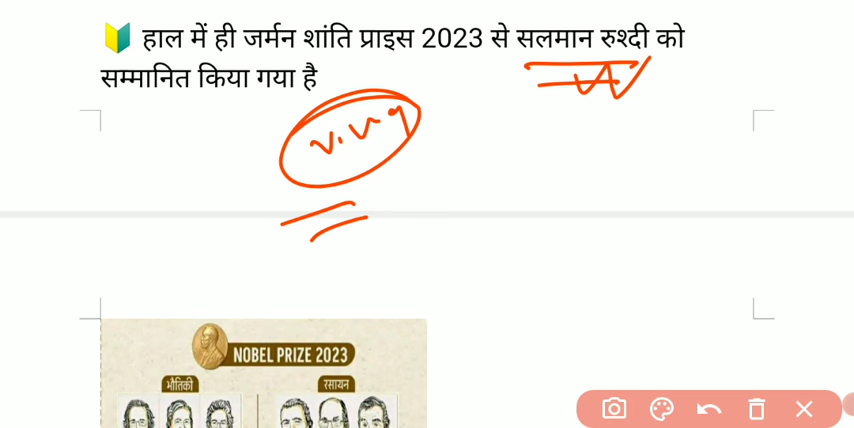 हाल में ही जर्मन शांति प्राइस 2023 से सलमान रुश्दी को
सम्मानित किया गया है
v.v.q
NOBEL PRIZE 2023
भौतिकी
रसायन